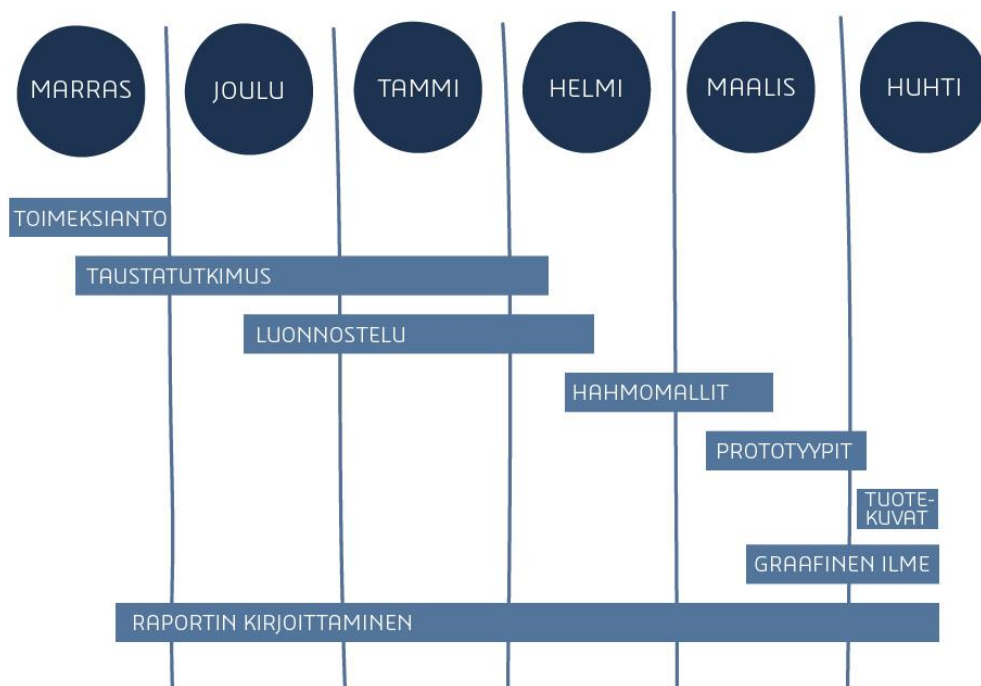 MARRAS JOULU TAMMI HELMI MAALIS HUHTI
TOIMEKSIANTO
TAUSTATUTKIMUS
LUONNOSTELU
HAHMOMALLIT
PROTOTYYPIT
TUOTE-
KUVAT
GRAAFINEN ILME
RAPORTIN KIRJOITTAMINEN